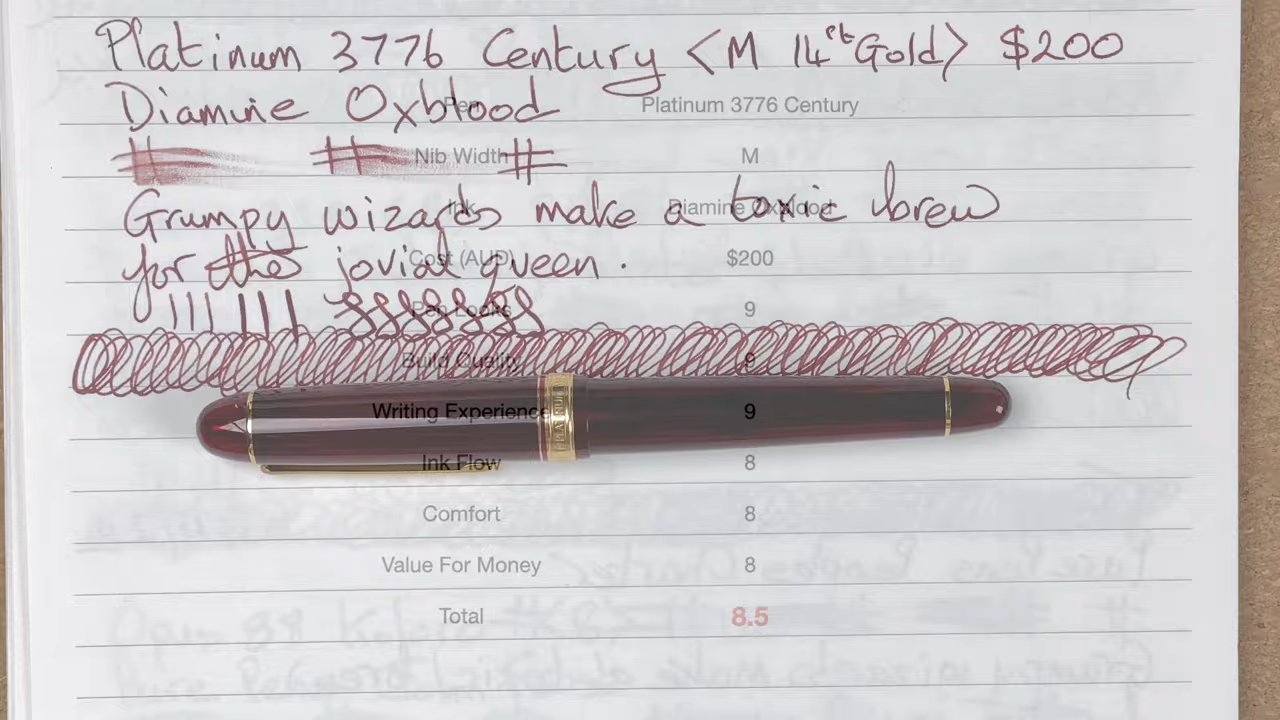 Platinum 3776 Century <M 14ct Gold> $200
Diamine Oxblood
Pen Platinum 3776 Century
# # #
Nib Width M
Grumpy wizards make a toxic brew
Ink Diamine Oxblood
for the jovial queen.
Cost (AUD) $200
Pen Looks 9
Build Quality 9
Writing Experience 9
Ink Flow 8
Comfort 8
Value For Money 8
Total 8.5